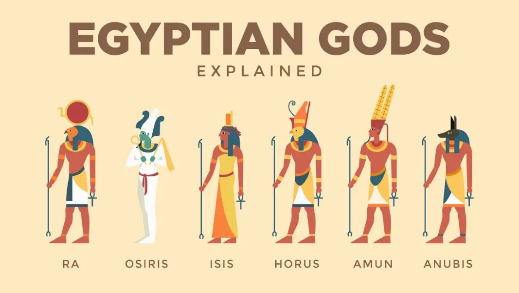 EGYPTIAN GODS
EXPLAINED
RA OSIRIS ISIS HORUS AMUN ANUBIS